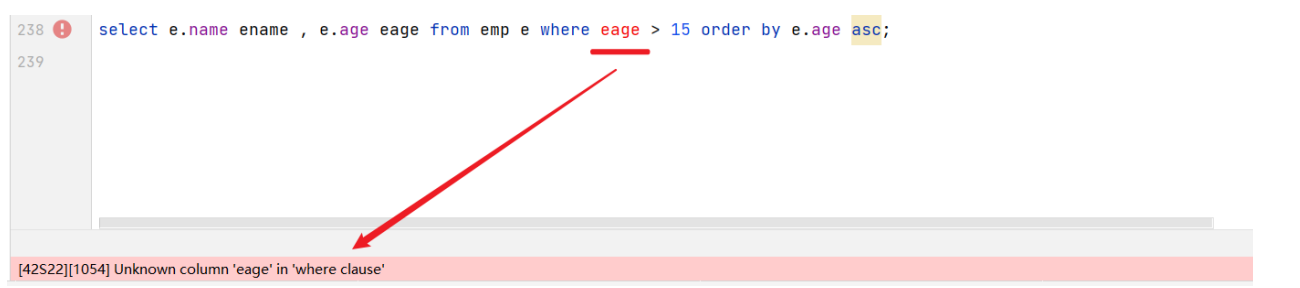 238 select e.name ename , e.age eage from emp e where eage > 15 order by e.age asc;
239
[42S22][1054] Unknown column 'eage' in 'where clause'